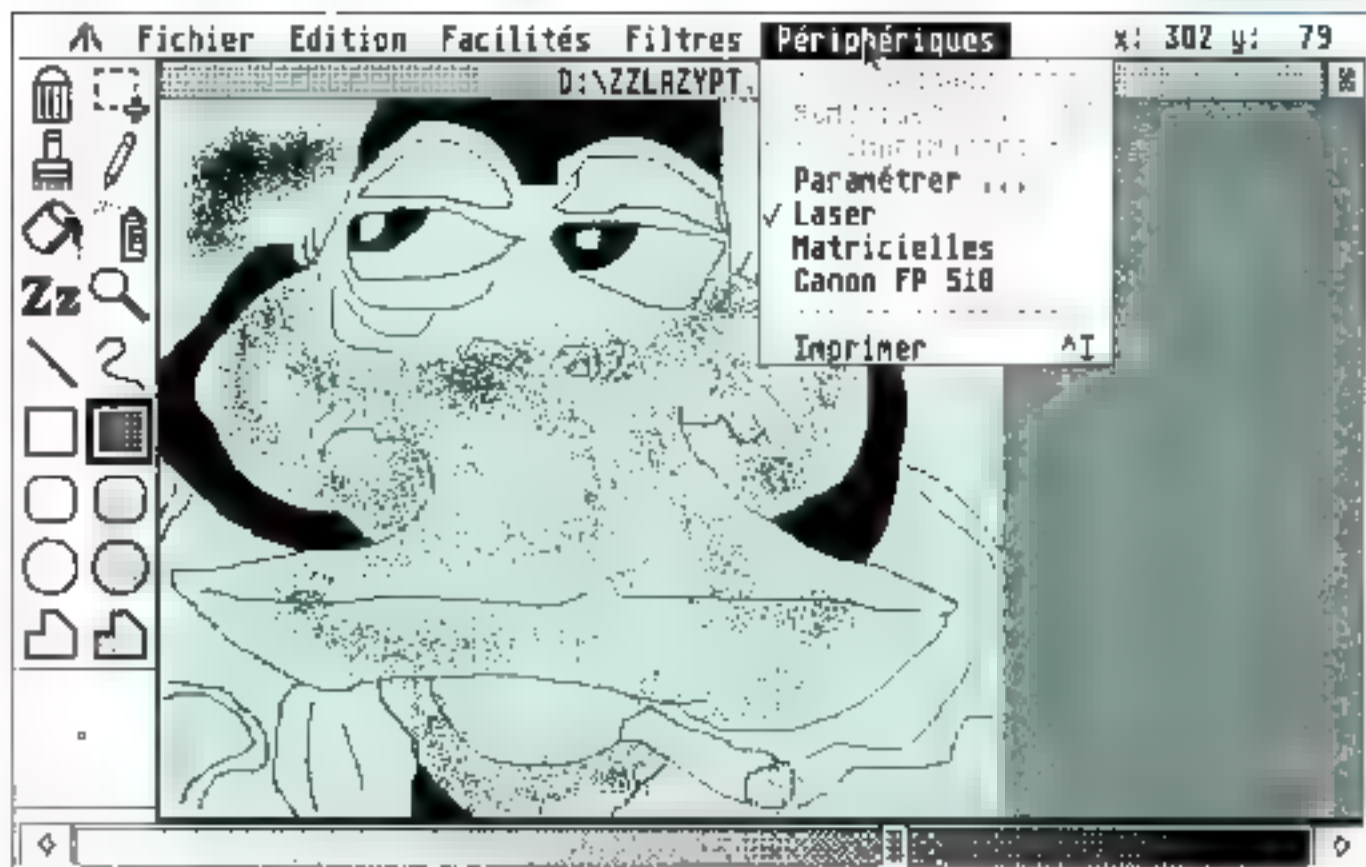 Fichier Edition Facilités Filtres Périphériques x: 302 y: 79
D:\ZZLAZYPT.
Paramétrer ...
Laser
Matricielles
Canon FP 510
Imprimer ^I
Zz